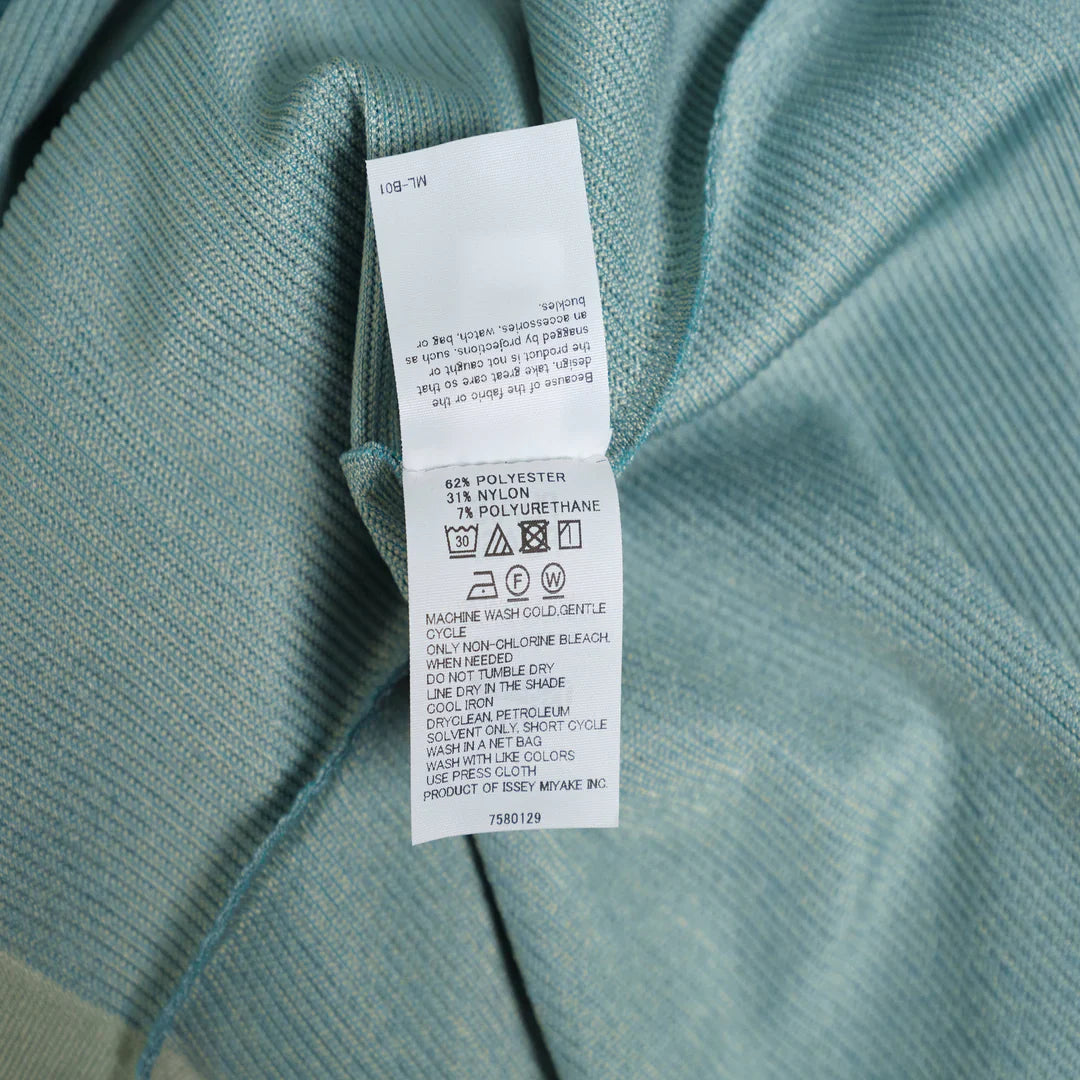 ML-B01
Because of the fabric or the
design, take great care so that
the product is not caught or
snagged by projections, such as
an accessories, watch, bag or
buckles.
62% POLYESTER
31% NYLON
7% POLYURETHANE
30
F W
MACHINE WASH COLD,GENTLE
CYCLE
ONLY NON-CHLORINE BLEACH,
WHEN NEEDED
DO NOT TUMBLE DRY
LINE DRY IN THE SHADE
COOL IRON
DRYCLEAN, PETROLEUM
SOLVENT ONLY, SHORT CYCLE
WASH IN A NET BAG
WASH WITH LIKE COLORS
USE PRESS CLOTH
PRODUCT OF ISSEY MIYAKE INC.
7580129